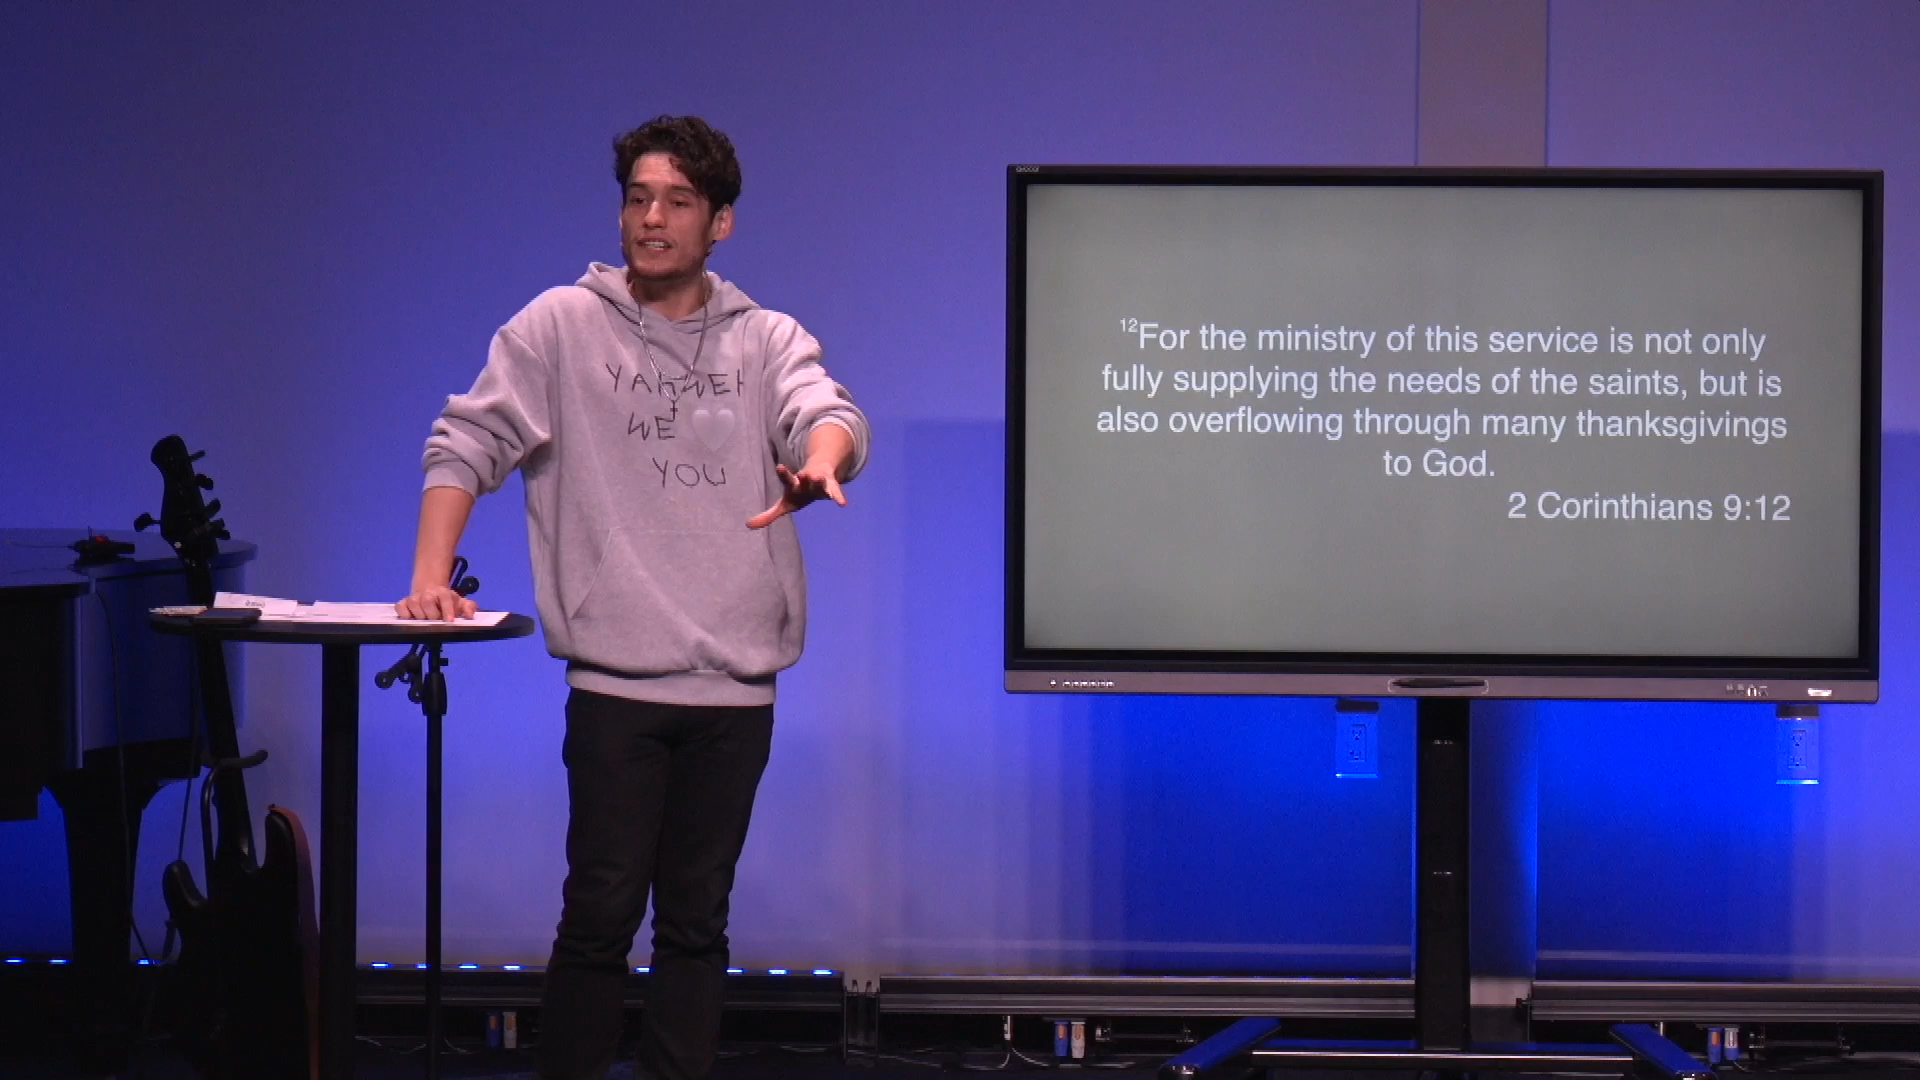 YAHWEH
WE 🤍
YOU
12For the ministry of this service is not only
fully supplying the needs of the saints, but is
also overflowing through many thanksgivings
to God.
2 Corinthians 9:12